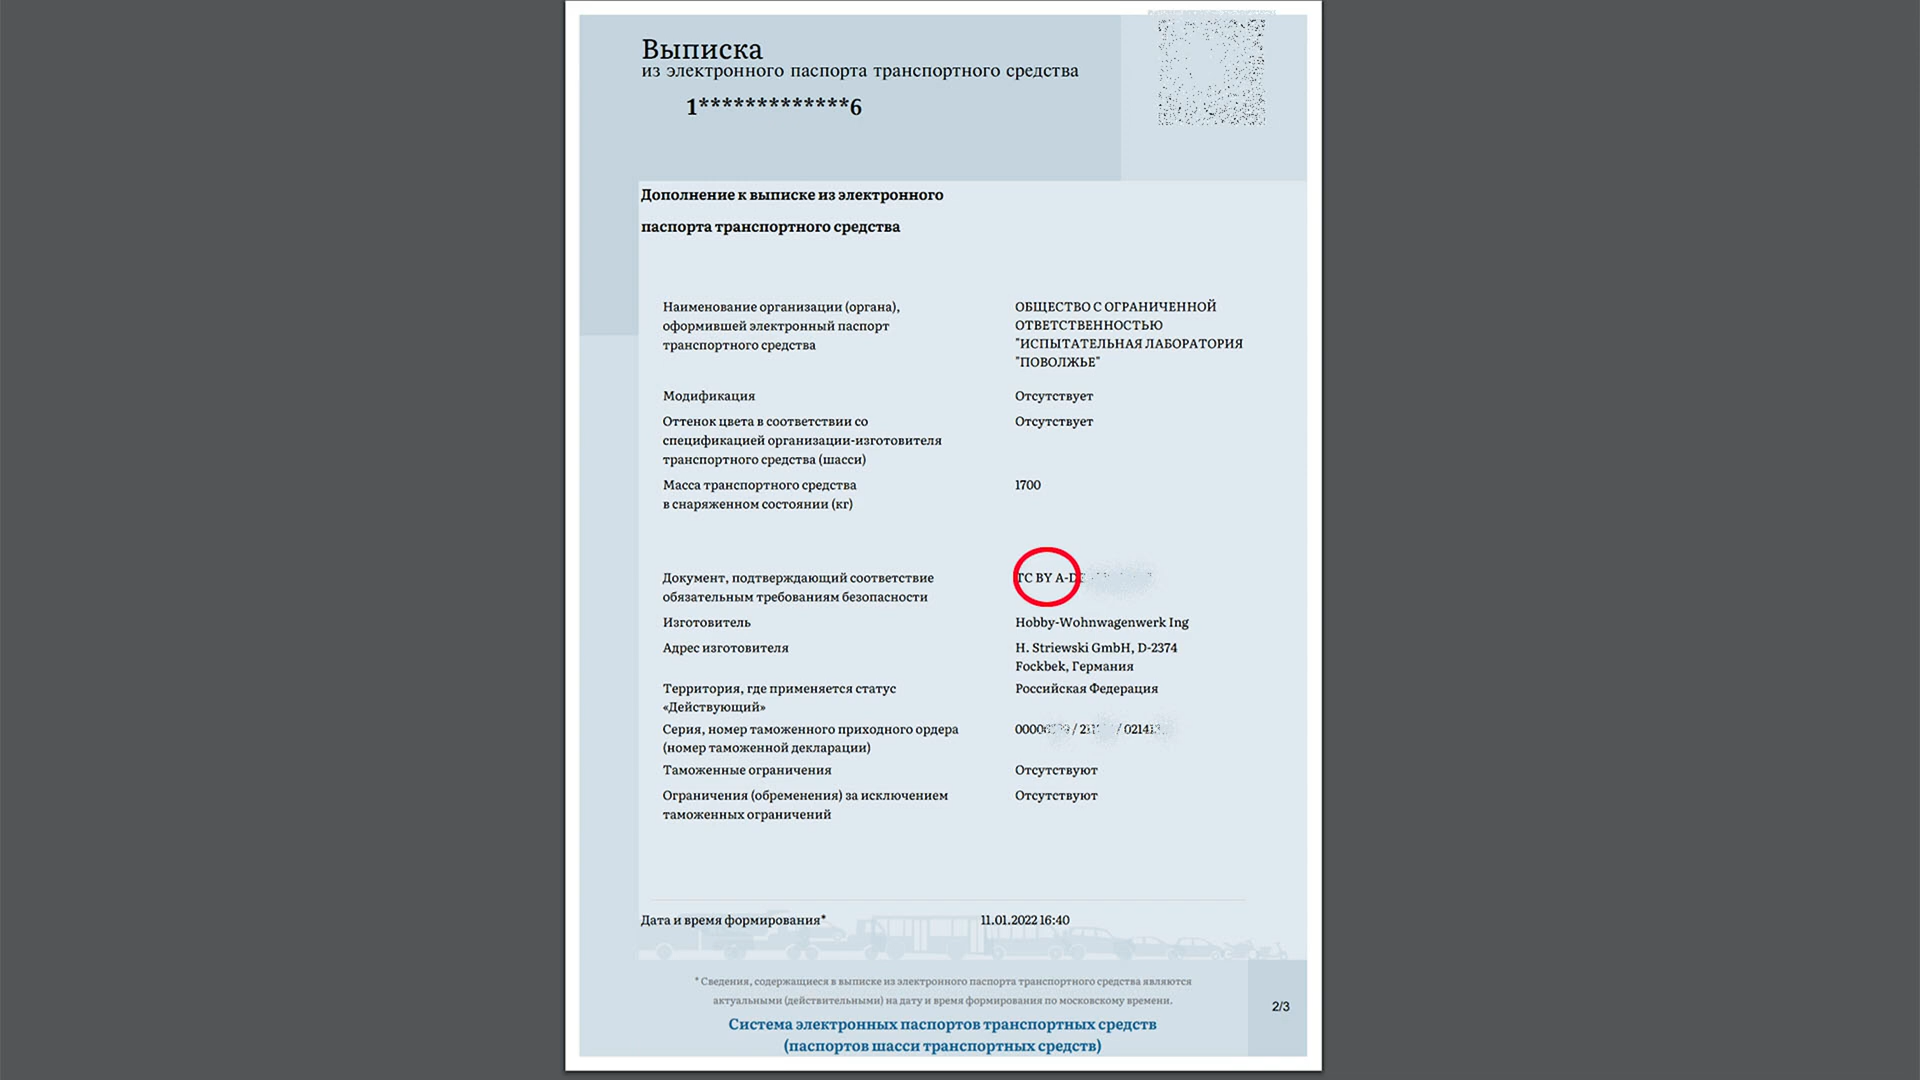 Выписка
из электронного паспорта транспортного средства
1*************6
Дополнение к выписке из электронного
паспорта транспортного средства
Наименование организации (органа),
оформившей электронный паспорт
транспортного средства
ОБЩЕСТВО С ОГРАНИЧЕННОЙ
ОТВЕТСТВЕННОСТЬЮ
"ИСПЫТАТЕЛЬНАЯ ЛАБОРАТОРИЯ
"ПОВОЛЖЬЕ"
Модификация
Отсутствует
Оттенок цвета в соответствии со
спецификацией организации-изготовителя
транспортного средства (шасси)
Отсутствует
Масса транспортного средства
в снаряженном состоянии (кг)
1700
Документ, подтверждающий соответствие
обязательным требованиям безопасности
ТС BY
Изготовитель
Hobby-Wohnwagenwerk Ing
Адрес изготовителя
H. Striewski GmbH, D-2374
Fockbek, Германия
Территория, где применяется статус
«Действующий»
Российская Федерация
Серия, номер таможенного приходного ордера
(номер таможенной декларации)
Таможенные ограничения
Отсутствуют
Ограничения (обременения) за исключением
таможенных ограничений
Отсутствуют
Дата и время формирования*
11.01.2022 16:40
* Сведения, содержащиеся в выписке из электронного паспорта транспортного средства являются
актуальными (действительными) на дату и время формирования по московскому времени.
2/3
Система электронных паспортов транспортных средств
(паспортов шасси транспортных средств)